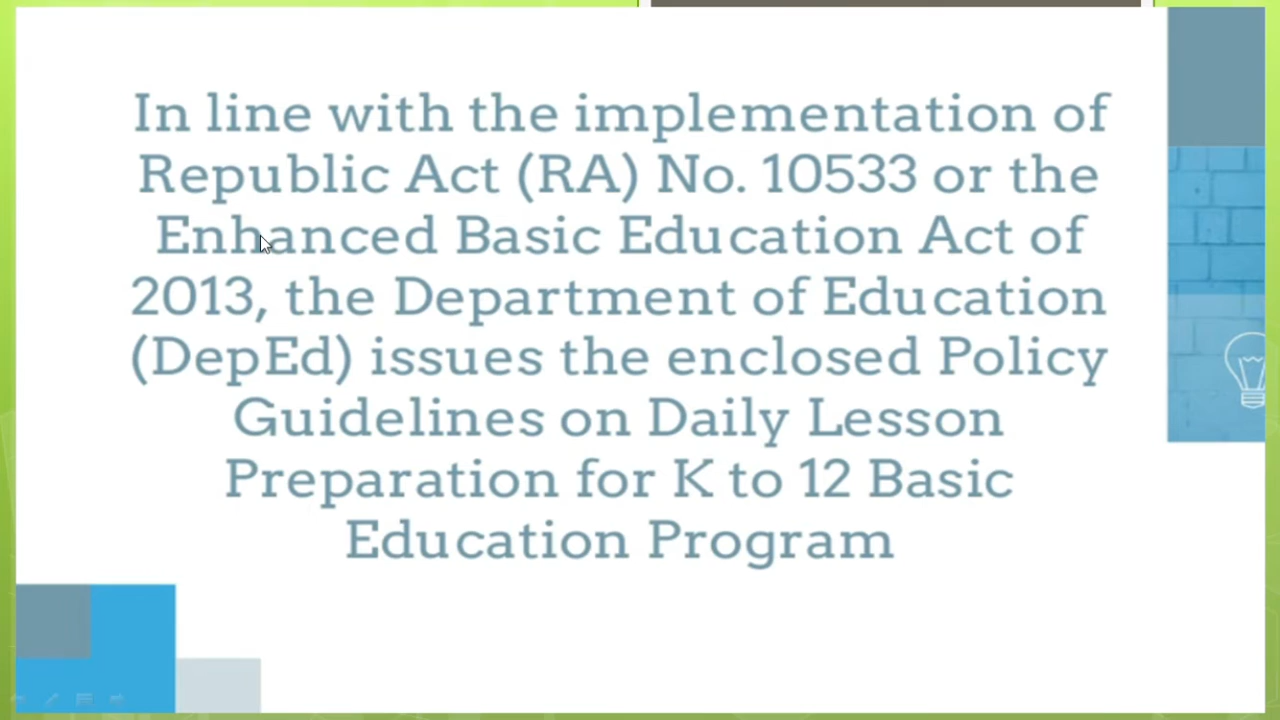 In line with the implementation of
Republic Act (RA) No. 10533 or the
Enhanced Basic Education Act of
2013, the Department of Education
(DepEd) issues the enclosed Policy
Guidelines on Daily Lesson
Preparation for K to 12 Basic
Education Program